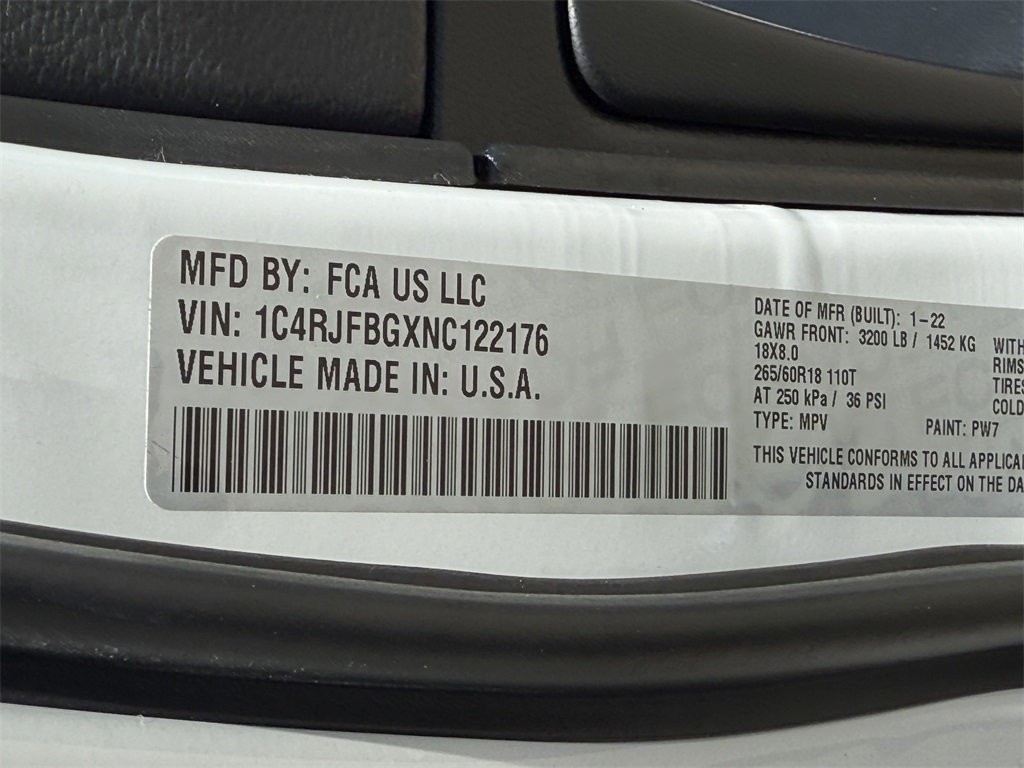 MFD BY: FCA US LLC
VIN: 1C4RJFBGXNC122176
VEHICLE MADE IN: U.S.A.
DATE OF MFR (BUILT): 1-22
GAWR FRONT: 3200 LB / 1452 KG WITH
18X8.0 RIMS
265/60R18 110T TIRES
AT 250 kPa / 36 PSI COLD
TYPE: MPV PAINT: PW7
THIS VEHICLE CONFORMS TO ALL APPLICA
STANDARDS IN EFFECT ON THE DA